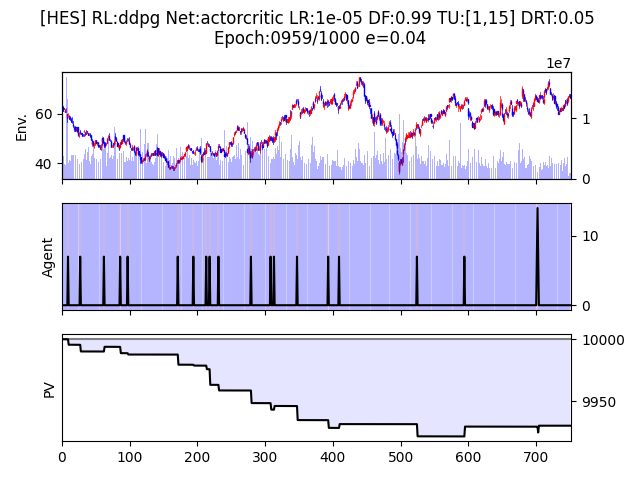 [HES] RL:ddpg Net:actorcritic LR:1e-05 DF:0.99 TU:[1,15] DRT:0.05
Epoch:0959/1000 e=0.04
1e7
Env.
60
40
1
0
Agent
10
0
PV
10000
9950
0 100 200 300 400 500 600 700